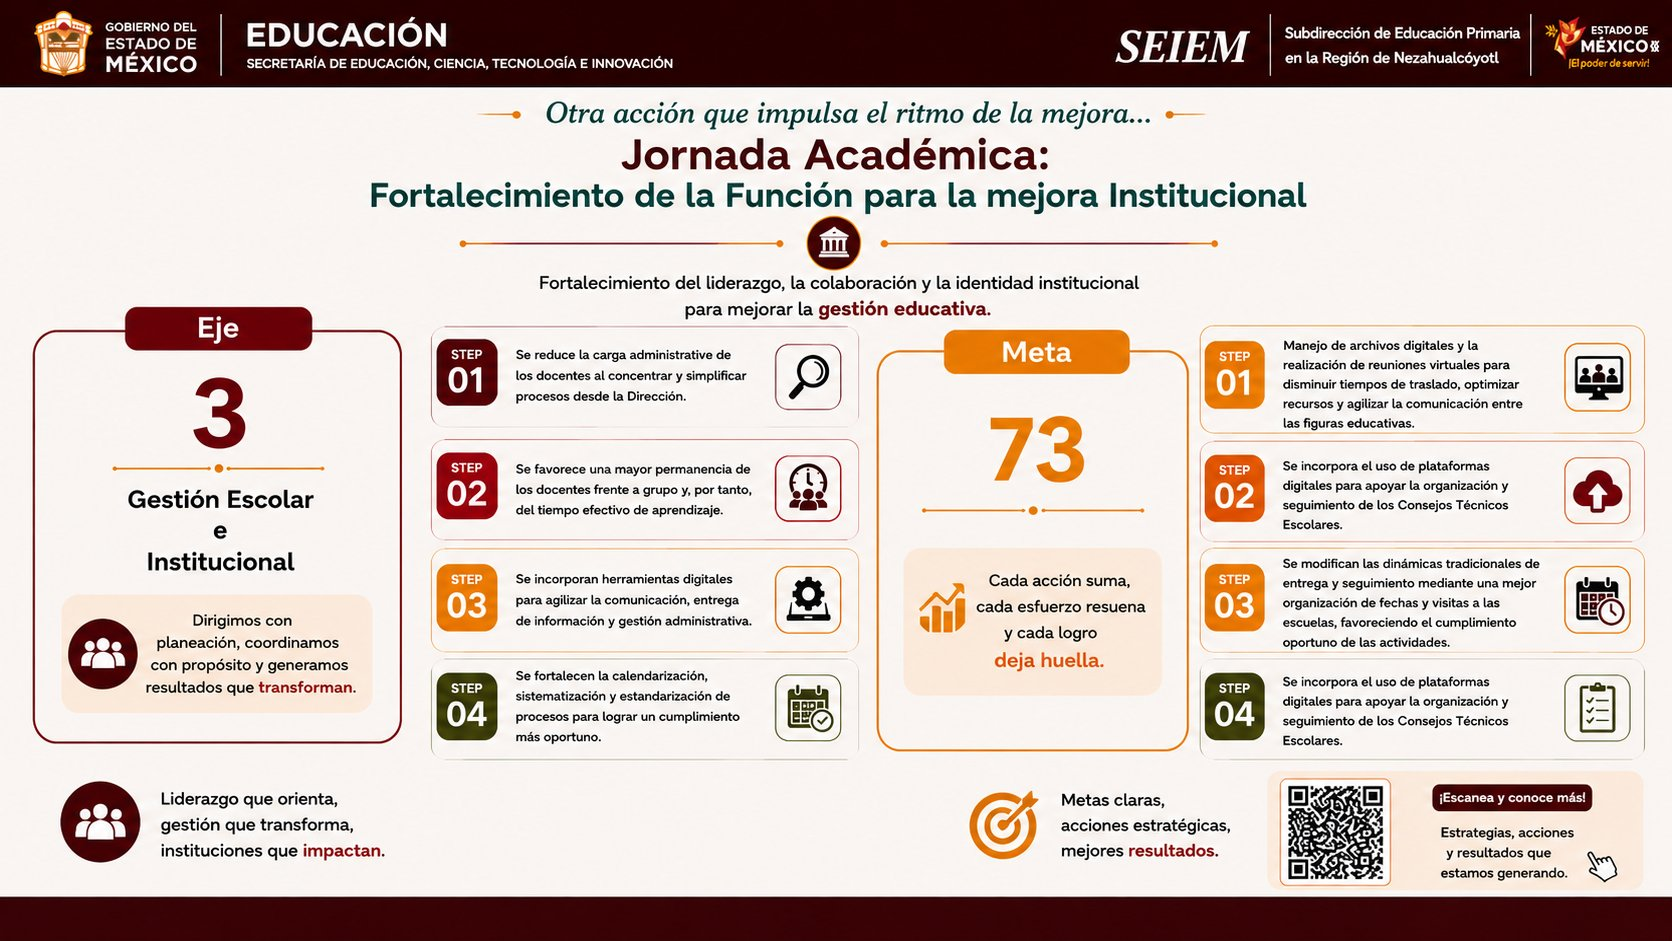 GOBIERNO DEL
ESTADO DE
MÉXICO
EDUCACIÓN
SECRETARÍA DE EDUCACIÓN, CIENCIA, TECNOLOGÍA E INNOVACIÓN
SEIEM
Subdirección de Educación Primaria
en la Región de Nezahualcóyotl
ESTADO DE
MÉXICO
¡El poder de servir!
Otra acción que impulsa el ritmo de la mejora...
Jornada Académica:
Fortalecimiento de la Función para la mejora Institucional
Fortalecimiento del liderazgo, la colaboración y la identidad institucional
para mejorar la gestión educativa.
Eje
3
Gestión Escolar
e
Institucional
Dirigimos con
planeación, coordinamos
con propósito y generamos
resultados que transforman.
STEP
01
Se reduce la carga administrative de
los docentes al concentrar y simplificar
procesos desde la Dirección.
STEP
02
Se favorece una mayor permanencia de
los docentes frente a grupo y, por tanto,
del tiempo efectivo de aprendizaje.
STEP
03
Se incorporan herramientas digitales
para agilizar la comunicación, entrega
de información y gestión administrativa.
STEP
04
Se fortalecen la calendarización,
sistematización y estandarización de
procesos para lograr un cumplimiento
más oportuno.
Meta
73
Cada acción suma,
cada esfuerzo resuena
y cada logro
deja huella.
STEP
01
Manejo de archivos digitales y la
realización de reuniones virtuales para
disminuir tiempos de traslado, optimizar
recursos y agilizar la comunicación entre
las figuras educativas.
STEP
02
Se incorpora el uso de plataformas
digitales para apoyar la organización y
seguimiento de los Consejos Técnicos
Escolares.
STEP
03
Se modifican las dinámicas tradicionales de
entrega y seguimiento mediante una mejor
organización de fechas y visitas a las
escuelas, favoreciendo el cumplimiento
oportuno de las actividades.
STEP
04
Se incorpora el uso de plataformas
digitales para apoyar la organización y
seguimiento de los Consejos Técnicos
Escolares.
Liderazgo que orienta,
gestión que transforma,
instituciones que impactan.
Metas claras,
acciones estratégicas,
mejores resultados.
¡Escanea y conoce más!
Estrategias, acciones
y resultados que
estamos generando.